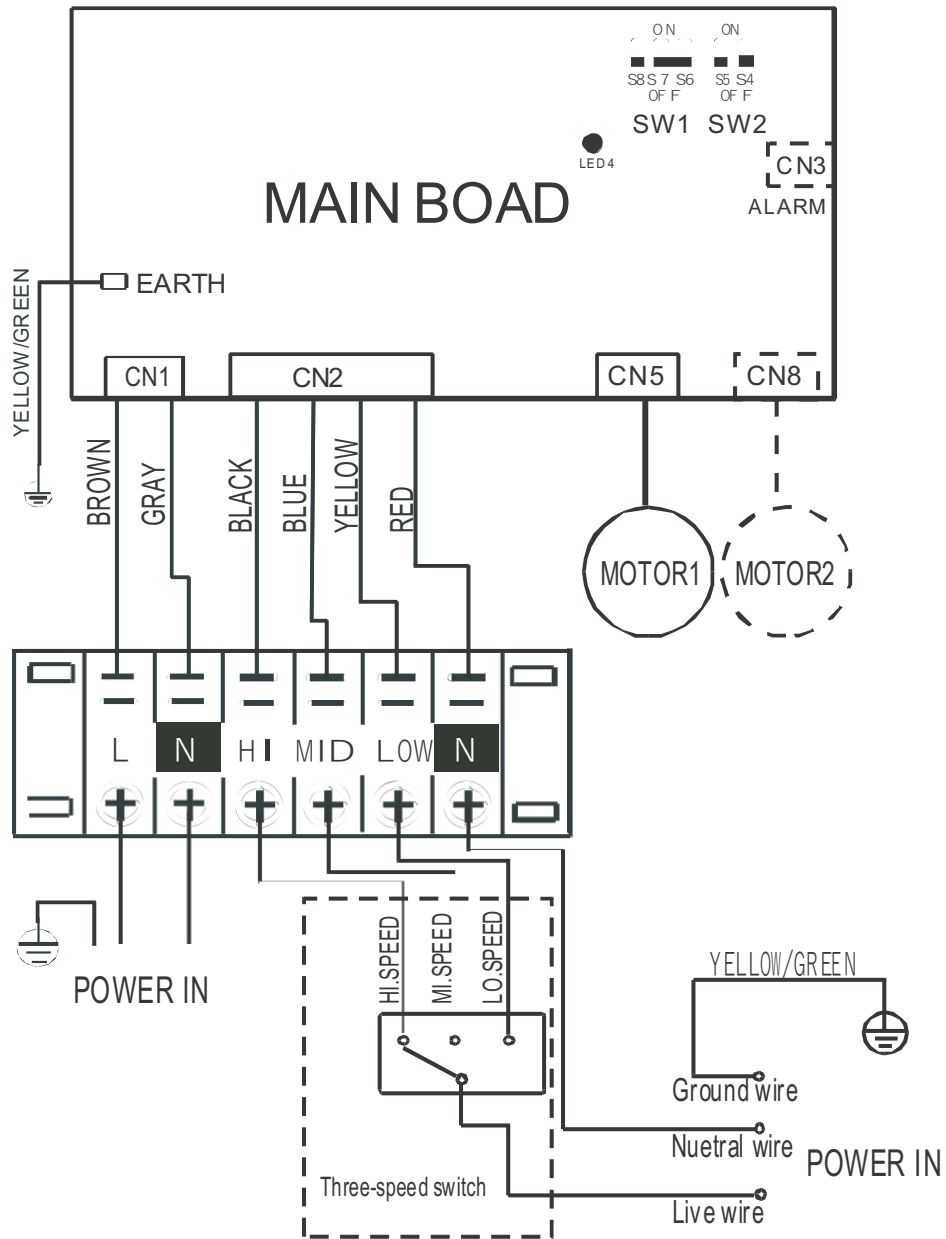 ON ON
S8 S7 S6 S5 S4
OFF OFF
SW1 SW2
LED4
CN3
ALARM
MAIN BOAD
EARTH
YELLOW/GREEN
CN1 CN2 CN5 CN8
BROWN GRAY BLACK BLUE YELLOW RED
MOTOR1 MOTOR2
L N HI MID LOW N
HI.SPEED MI.SPEED LO.SPEED
POWER IN
YELLOW/GREEN
Ground wire
Nuetral wire
POWER IN
Three-speed switch
Live wire